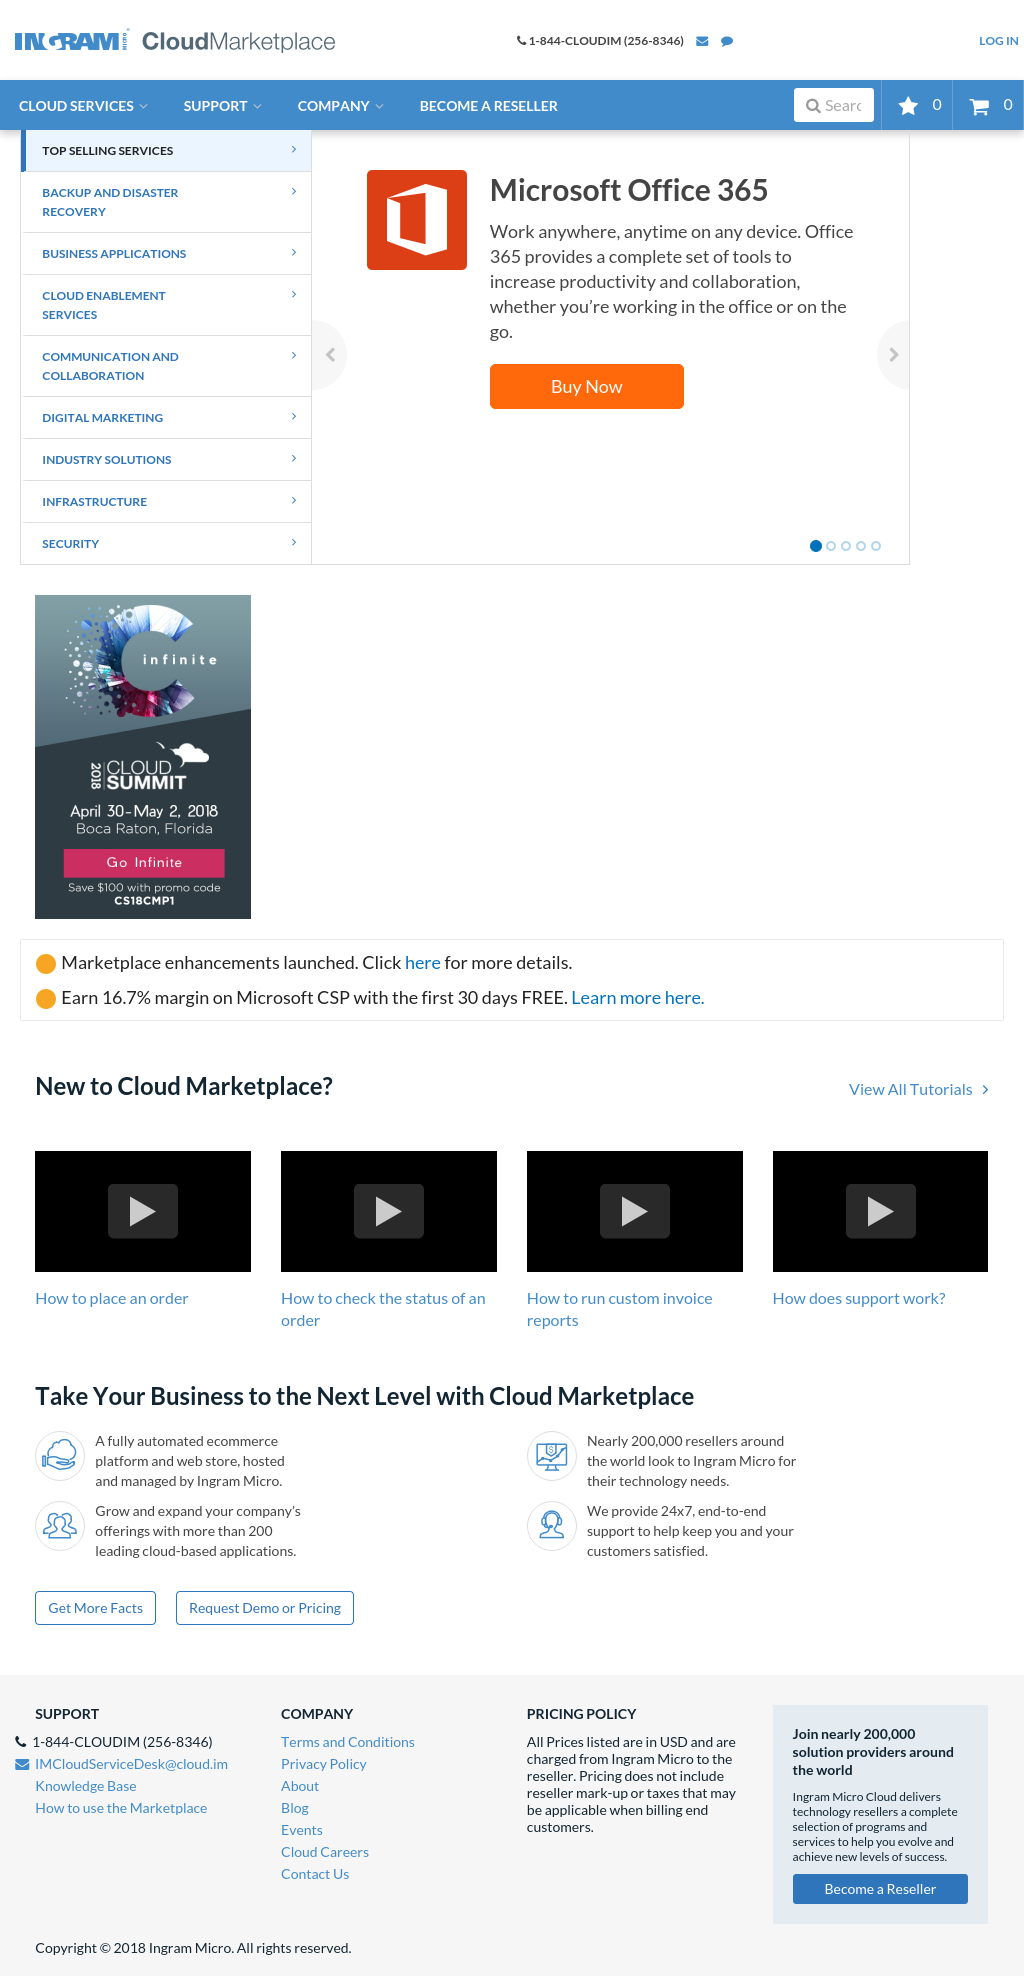 INGRAM MICRO CloudMarketplace
1-844-CLOUDIM (256-8346)
LOG IN
CLOUD SERVICES SUPPORT COMPANY BECOME A RESELLER
Searc
0
0
TOP SELLING SERVICES
BACKUP AND DISASTER
RECOVERY
BUSINESS APPLICATIONS
CLOUD ENABLEMENT
SERVICES
COMMUNICATION AND
COLLABORATION
DIGITAL MARKETING
INDUSTRY SOLUTIONS
INFRASTRUCTURE
SECURITY
Microsoft Office 365
Work anywhere, anytime on any device. Office
365 provides a complete set of tools to
increase productivity and collaboration,
whether you’re working in the office or on the
go.
Buy Now
infinite
2018 CLOUD
SUMMIT
April 30-May 2, 2018
Boca Raton, Florida
Go Infinite
Save $100 with promo code
CS18CMP1
Marketplace enhancements launched. Click here for more details.
Earn 16.7% margin on Microsoft CSP with the first 30 days FREE. Learn more here.
New to Cloud Marketplace?
View All Tutorials
How to place an order
How to check the status of an
order
How to run custom invoice
reports
How does support work?
Take Your Business to the Next Level with Cloud Marketplace
A fully automated ecommerce
platform and web store, hosted
and managed by Ingram Micro.
Nearly 200,000 resellers around
the world look to Ingram Micro for
their technology needs.
Grow and expand your company’s
offerings with more than 200
leading cloud-based applications.
We provide 24x7, end-to-end
support to help keep you and your
customers satisfied.
Get More Facts
Request Demo or Pricing
SUPPORT
1-844-CLOUDIM (256-8346)
IMCloudServiceDesk@cloud.im
Knowledge Base
How to use the Marketplace
COMPANY
Terms and Conditions
Privacy Policy
About
Blog
Events
Cloud Careers
Contact Us
PRICING POLICY
All Prices listed are in USD and are
charged from Ingram Micro to the
reseller. Pricing does not include
reseller mark-up or taxes that may
be applicable when billing end
customers.
Join nearly 200,000
solution providers around
the world
Ingram Micro Cloud delivers
technology resellers a complete
selection of programs and
services to help you evolve and
achieve new levels of success.
Become a Reseller
Copyright © 2018 Ingram Micro. All rights reserved.